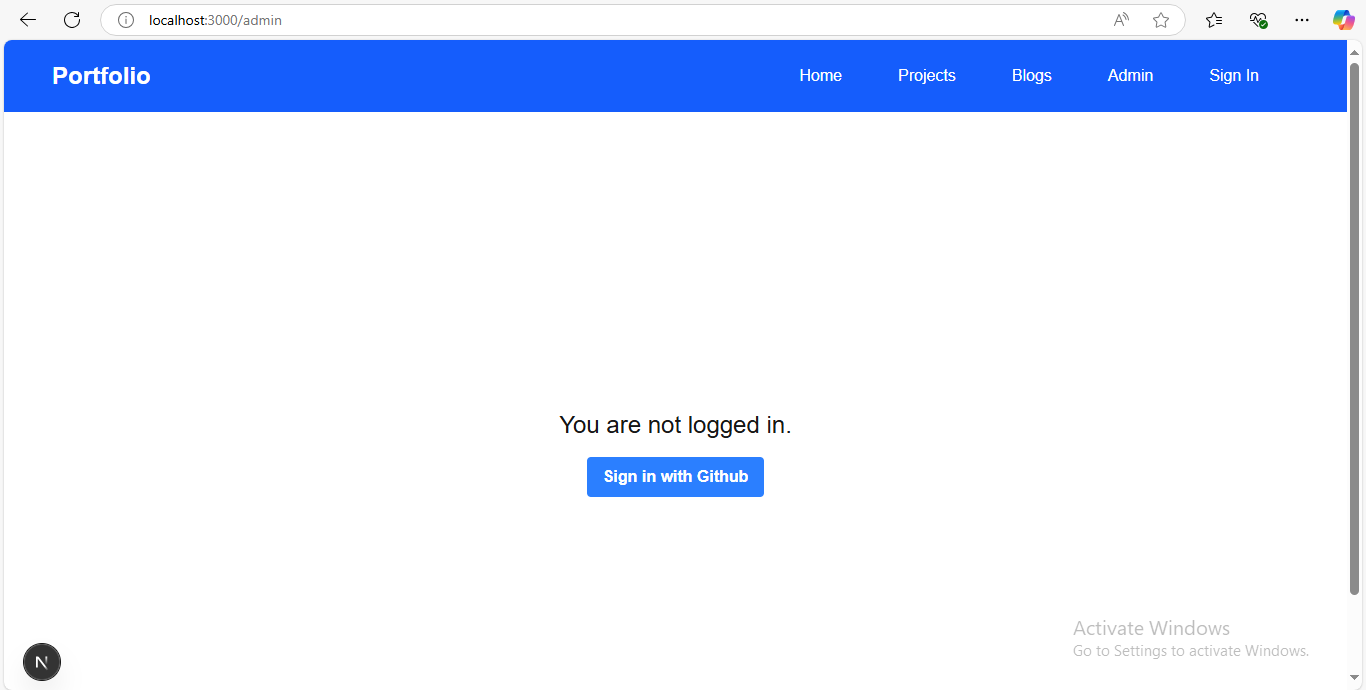 localhost:3000/admin
Portfolio Home Projects Blogs Admin Sign In
You are not logged in.
Sign in with Github
Activate Windows
Go to Settings to activate Windows.
N